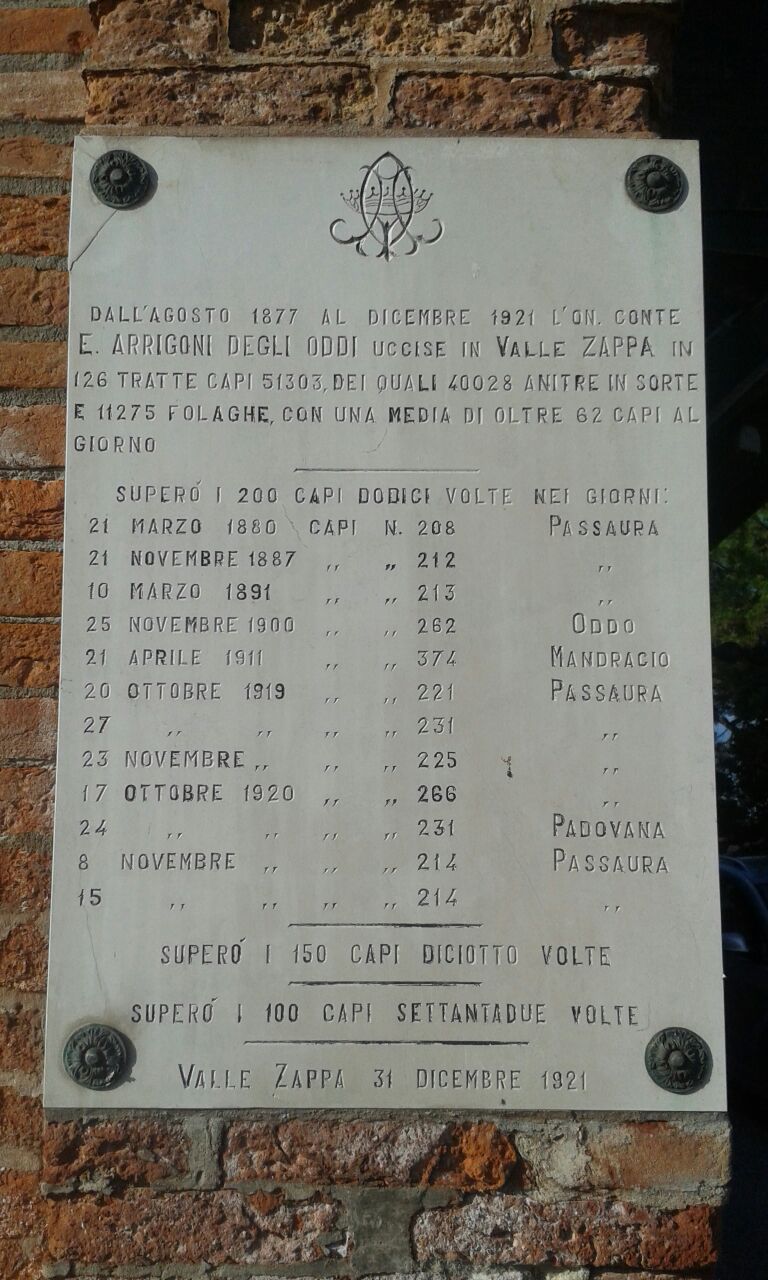 DALL'AGOSTO 1877 AL DICEMBRE 1921 L'ON. CONTE
E. ARRIGONI DEGLI ODDI UCCISE IN VALLE ZAPPA IN
126 TRATTE CAPI 51303, DEI QUALI 40028 ANITRE IN SORTE
E 11275 FOLAGHE, CON UNA MEDIA DI OLTRE 62 CAPI AL
GIORNO
SUPERÓ I 200 CAPI DODICI VOLTE NEI GIORNI:
21 MARZO 1880 CAPI N. 208 PASSAURA
21 NOVEMBRE 1887 ,, ,, 212 ,,
10 MARZO 1891 ,, ,, 213 ,,
25 NOVEMBRE 1900 ,, ,, 262 ODDO
21 APRILE 1911 ,, ,, 374 MANDRACIO
20 OTTOBRE 1919 ,, ,, 221 PASSAURA
27 ,, ,, ,, ,, 231 ,,
23 NOVEMBRE ,, ,, ,, 225 ,,
17 OTTOBRE 1920 ,, ,, 266 ,,
24 ,, ,, ,, ,, 231 PADOVANA
8 NOVEMBRE ,, ,, ,, 214 PASSAURA
15 ,, ,, ,, ,, 214 ,,
SUPERÓ I 150 CAPI DICIOTTO VOLTE
SUPERÓ I 100 CAPI SETTANTADUE VOLTE
VALLE ZAPPA 31 DICEMBRE 1921